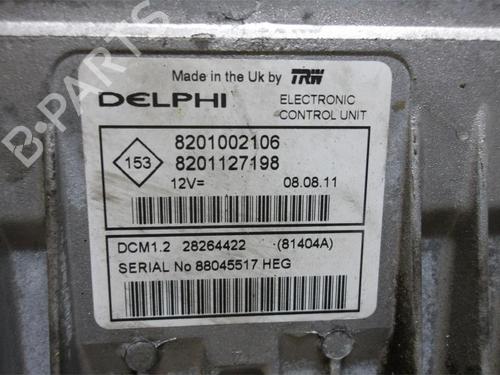 Made in the Uk by TRW
DELPHI ELECTRONIC
CONTROL UNIT
153
8201002106
8201127198
12V= 08.08.11
DCM1.2 28264422 (81404A)
SERIAL No 88045517 HEG
B-PARTS